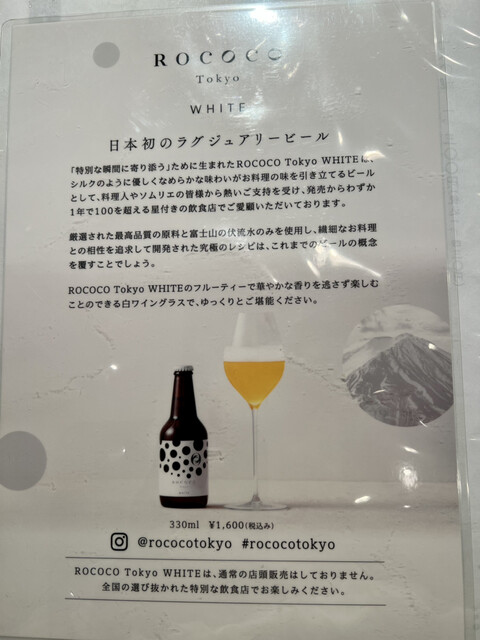 ROCOCO
Tokyo
WHITE
日本初のラグジュアリービール
「特別な瞬間に寄り添う」ために生まれたROCOCO Tokyo WHITEは、
シルクのように優しくなめらかな味わいがお料理の味を引き立てるビール
として、料理人やソムリエの皆様から熱いご支持を受け、発売からわずか
1年で100を超える星付きの飲食店でご愛顧いただいております。
厳選された最高品質の原料と富士山の伏流水のみを使用し、繊細なお料理
との相性を追求して開発された究極のレシピは、これまでのビールの概念
を覆すことでしょう。
ROCOCO Tokyo WHITEのフルーティーで華やかな香りを逃さず楽しむ
ことのできる白ワイングラスで、ゆっくりとご堪能ください。
ROCOCO
330ml ¥1,600(税込み)
@rococotokyo #rococotokyo
ROCOCO Tokyo WHITEは、通常の店頭販売はしておりません。
全国の選び抜かれた特別な飲食店でお楽しみください。